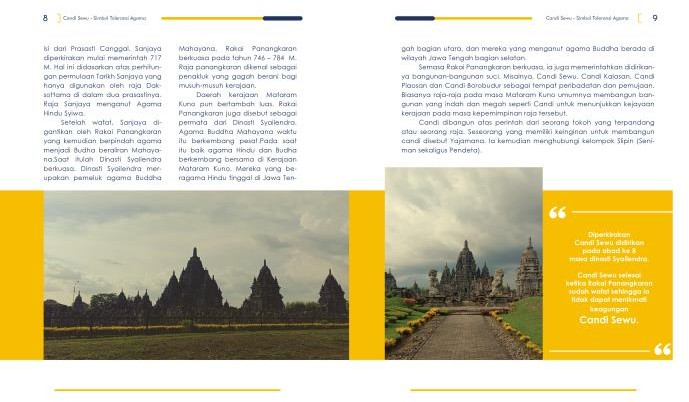 8
Candi Sewu - Simbol Toleransi Agama
isi dari Prasasti Canggal. Sanjaya
diperkirakan mulai memerintah 717
M. Hal ini didasarkan atas perhitun-
gan permulaan Tarikh Sanjaya yang
hanya digunakan oleh raja Dak-
sottama di dalam dua prasastinya.
Raja Sanjaya menganut Agama
Hindu Syiwa.
Setelah wafat, Sanjaya di-
gantikan oleh Rakai Panangkaran
yang kemudian berpindah agama
menjadi Budha beraliran Mahaya-
na.Saat itulah Dinasti Syailendra
berkuasa. Dinasti Syailendra mer-
upakan pemeluk agama Buddha
Mahayana. Rakai Panangkaran
berkuasa pada tahun 746 – 784 M.
Raja panangkaran dikenal sebagai
penakluk yang gagah berani bagi
musuh-musuh kerajaan.
Daerah kerajaan Mataram
Kuno pun bertambah luas. Rakai
Panangkaran juga disebut sebagai
permata dari Dinasti Syailendra.
Agama Buddha Mahayana waktu
itu berkembang pesat.Pada saat
itu baik agama Hindu dan Budha
berkembang bersama di Kerajaan
Mataram Kuno. Mereka yang be-
ragama Hindu tinggal di Jawa Ten-
Candi Sewu - Simbol Toleransi Agama
9
gah bagian utara, dan mereka yang menganut agama Buddha berada di
wilayah Jawa Tengah bagian selatan.
Semasa Rakai Panangkaran berkuasa, ia juga memerintahkan didirikan-
ya bangunan-bangunan suci. Misalnya, Candi Sewu, Candi Kalasan, Candi
Plaosan dan Candi Borobudur sebagai tempat peribadatan dan pemujaan.
Biasanya raja-raja pada masa Mataram Kuno umumnya membangun ban-
gunan yang indah dan megah seperti Candi untuk menunjukkan kejayaan
kerajaan pada masa kepemimpinan raja tersebut.
Candi dibangun atas perintah dari seorang tokoh yang terpandang
atau seorang raja. Sesseorang yang memiliki keinginan untuk membangun
candi disebut Yajamana. Ia kemudian menghubungi kelompok Silpin (Seni-
man sekaligus Pendeta).
Diperkirakan
Candi Sewu didirikan
pada abad ke 8
masa dinasti Syailendra.
Candi Sewu selesai
ketika Rakai Panangkaran
sudah wafat sehingga ia
tidak dapat menikmati
keagungan
Candi Sewu.